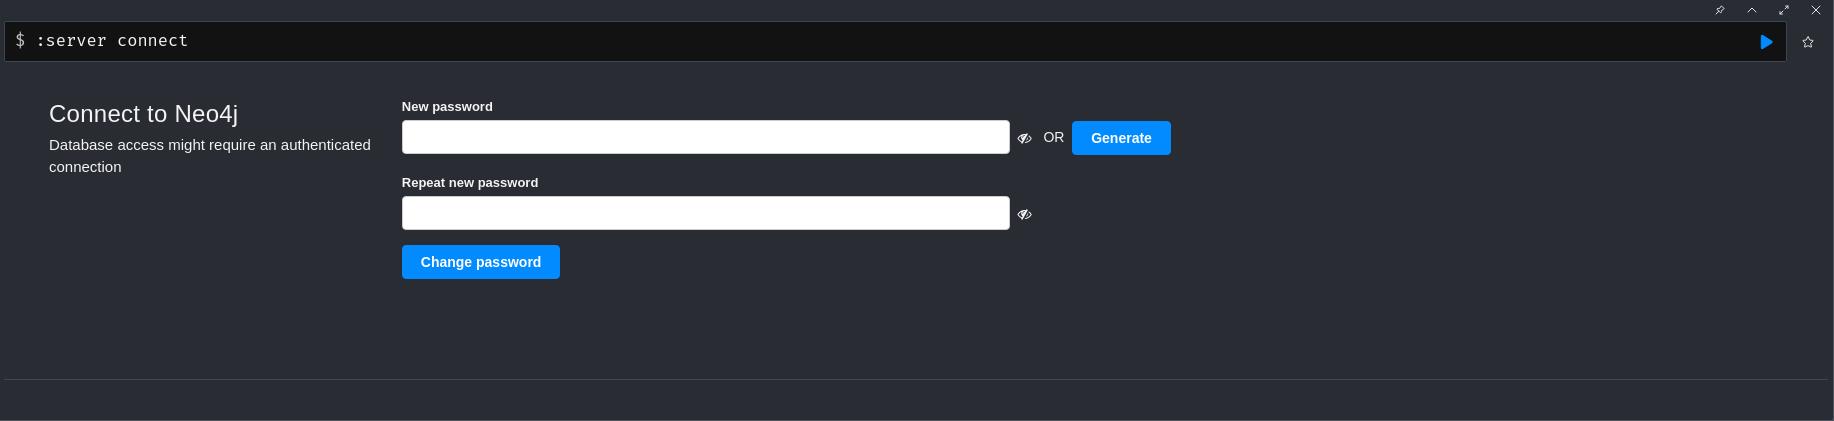 $ :server connect
Connect to Neo4j
Database access might require an authenticated
connection
New password
OR
Generate
Repeat new password
Change password